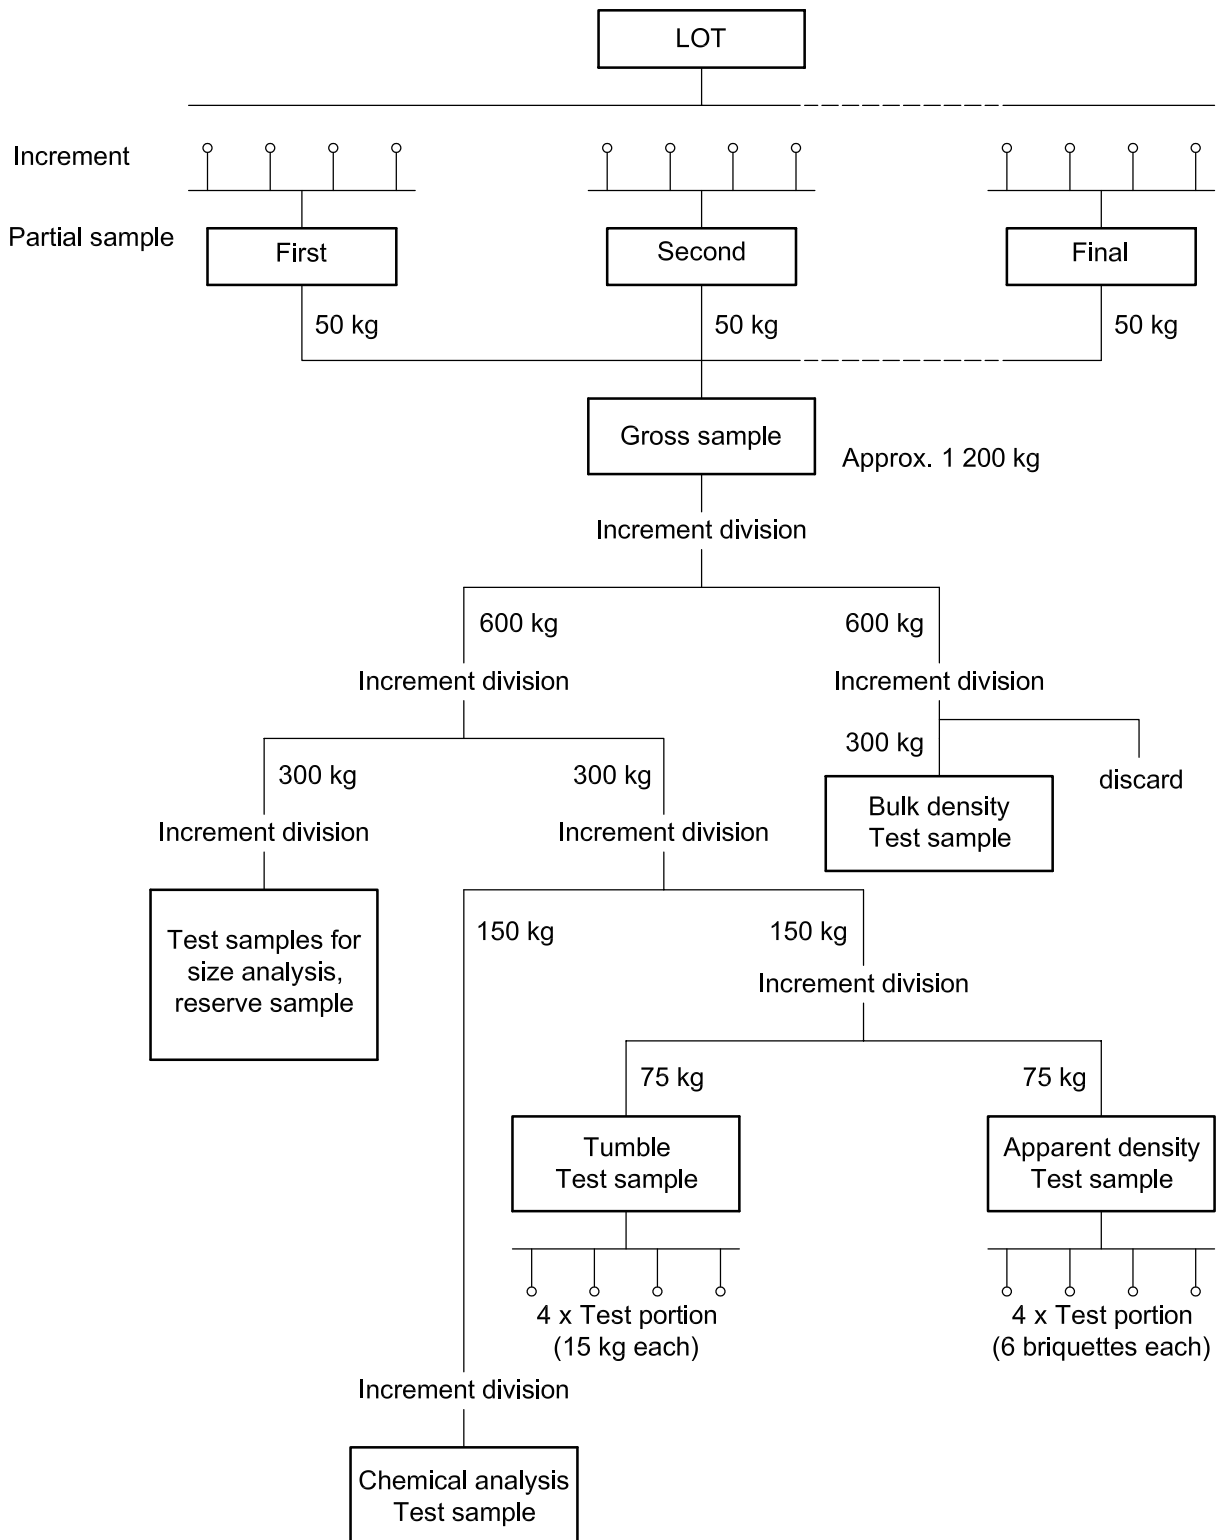 LOT
Increment
Partial sample
First
Second
Final
50 kg
50 kg
50 kg
Gross sample
Approx. 1 200 kg
Increment division
600 kg
600 kg
Increment division
Increment division
300 kg
300 kg
300 kg
discard
Bulk density
Test sample
Increment division
Increment division
Test samples for
size analysis,
reserve sample
150 kg
150 kg
Increment division
75 kg
75 kg
Tumble
Test sample
Apparent density
Test sample
4 x Test portion
(15 kg each)
4 x Test portion
(6 briquettes each)
Increment division
Chemical analysis
Test sample